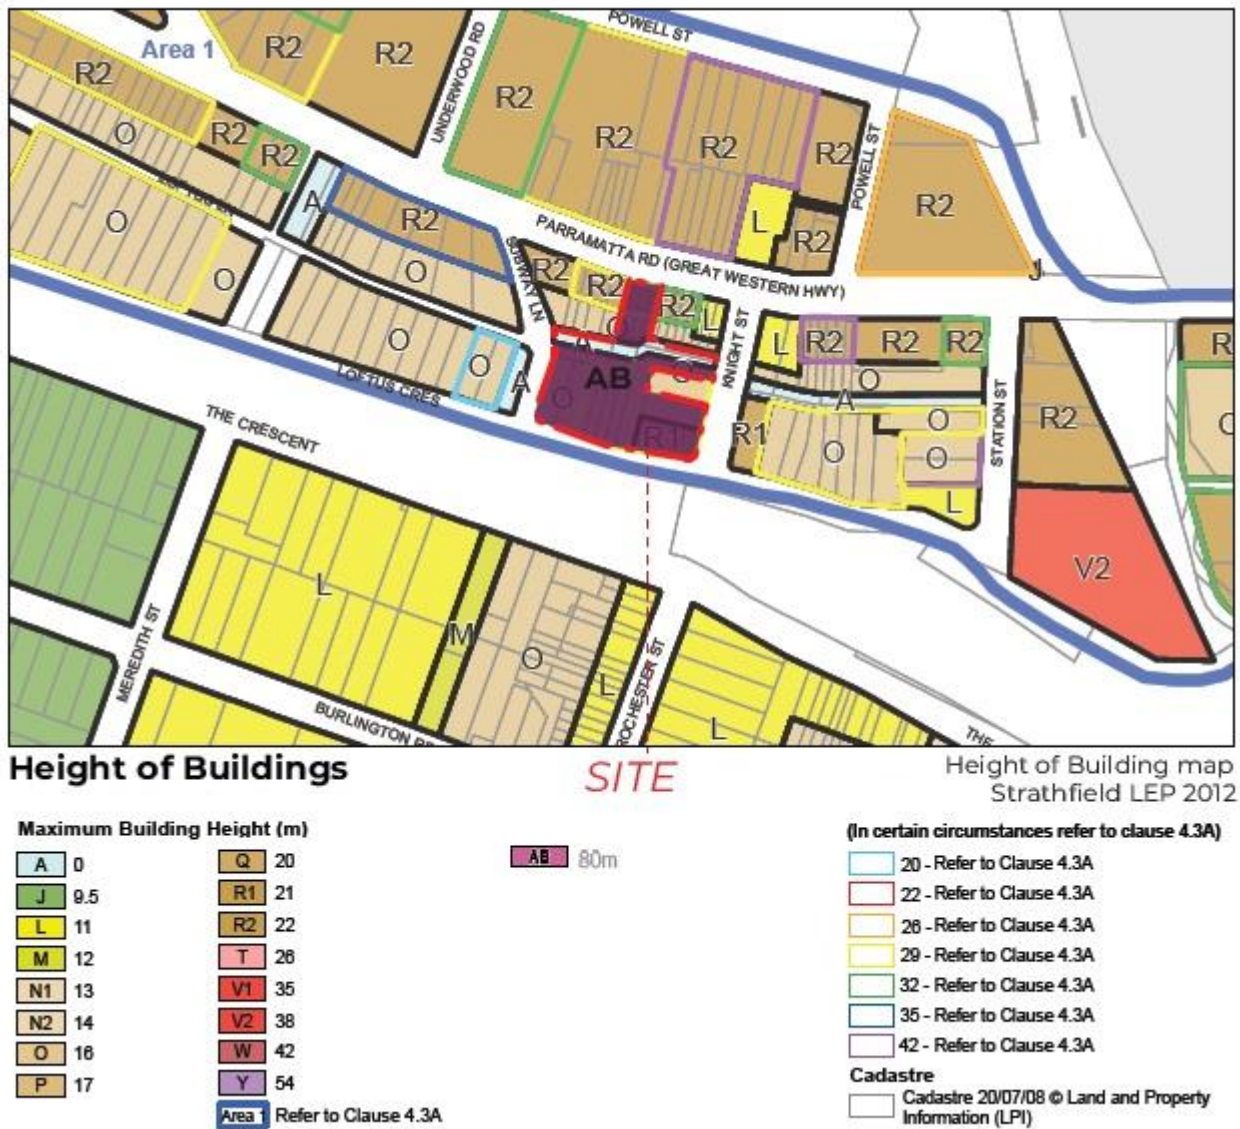 POWELL ST
Area 1
R2
R2
R2
UNDERWOOD RD
R2
R2
R2
R2
POWELL ST
R2
J
O
R2
R2
O
O
A
R2
O
L
R2
PARRAMATTA RD (GREAT WESTERN HWY)
SUBWAY LN
R2
R2
R2
L
O
A
O
KNIGHT ST
L
R2
R2
R2
O
A
O
O
A
LOFTUS CRES
AB
O
R1
R1
O
O
O
L
STATION ST
R2
V2
R
THE CRESCENT
MEREDITH ST
L
M
O
L
ROCHESTER ST
L
BURLINGTON
THE
Height of Buildings
SITE
Height of Building map
Strathfield LEP 2012
Maximum Building Height (m)
A 0
J 9.5
L 11
M 12
N1 13
N2 14
O 16
P 17
Q 20
R1 21
R2 22
T 26
V1 35
V2 38
W 42
Y 54
Area 1 Refer to Clause 4.3A
AB 80m
(In certain circumstances refer to clause 4.3A)
20 - Refer to Clause 4.3A
22 - Refer to Clause 4.3A
26 - Refer to Clause 4.3A
29 - Refer to Clause 4.3A
32 - Refer to Clause 4.3A
35 - Refer to Clause 4.3A
42 - Refer to Clause 4.3A
Cadastre
Cadastre 20/07/08 © Land and Property
Information (LPI)